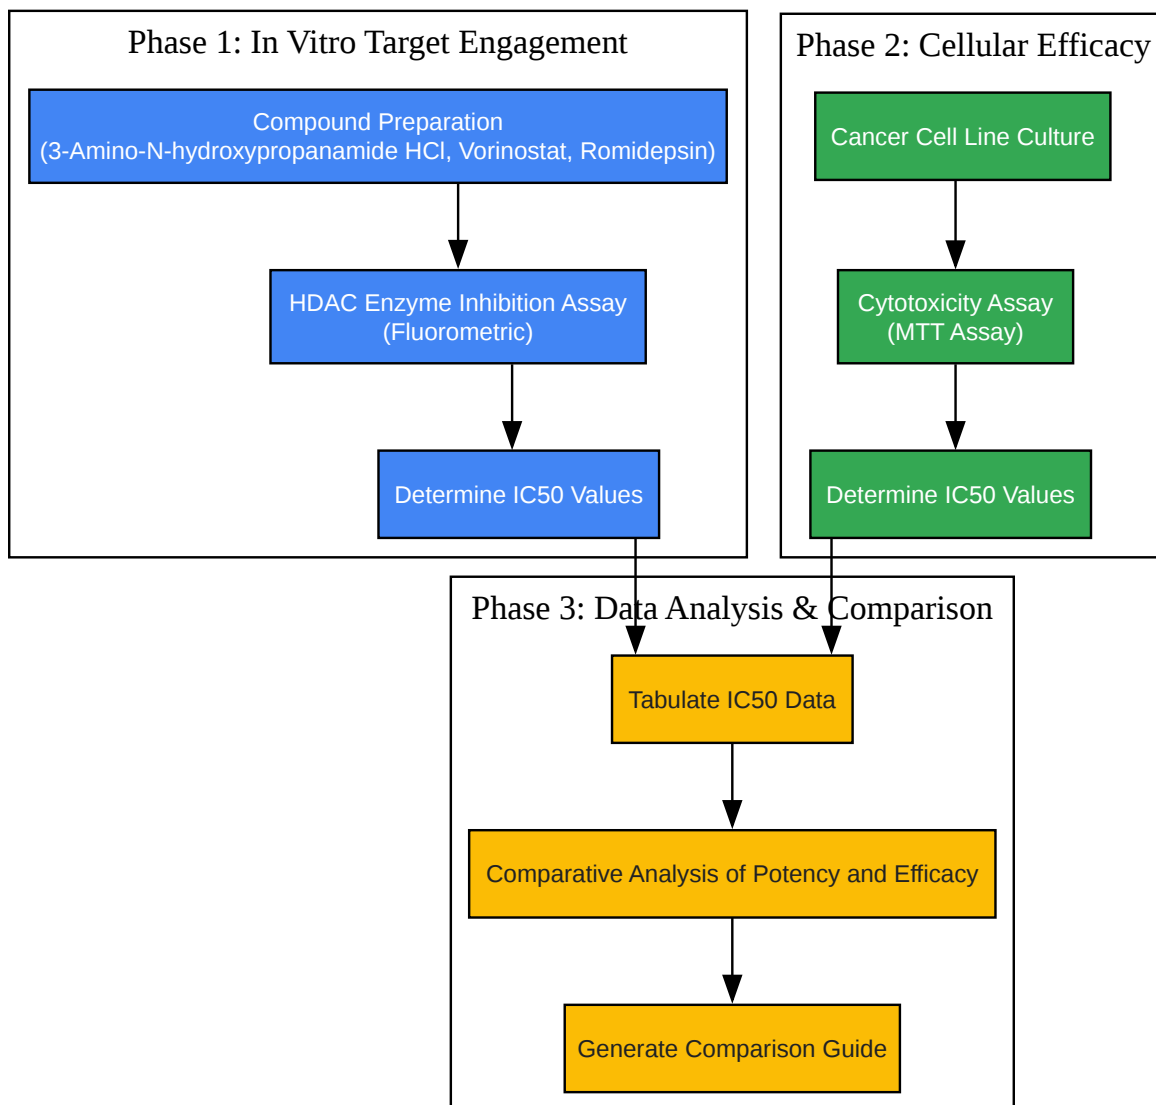 Phase 1: In Vitro Target Engagement
Compound Preparation
(3-Amino-N-hydroxypropanamide HCl, Vorinostat, Romidepsin)
HDAC Enzyme Inhibition Assay
(Fluorometric)
Determine IC50 Values
Phase 2: Cellular Efficacy
Cancer Cell Line Culture
Cytotoxicity Assay
(MTT Assay)
Determine IC50 Values
Phase 3: Data Analysis & Comparison
Tabulate IC50 Data
Comparative Analysis of Potency and Efficacy
Generate Comparison Guide